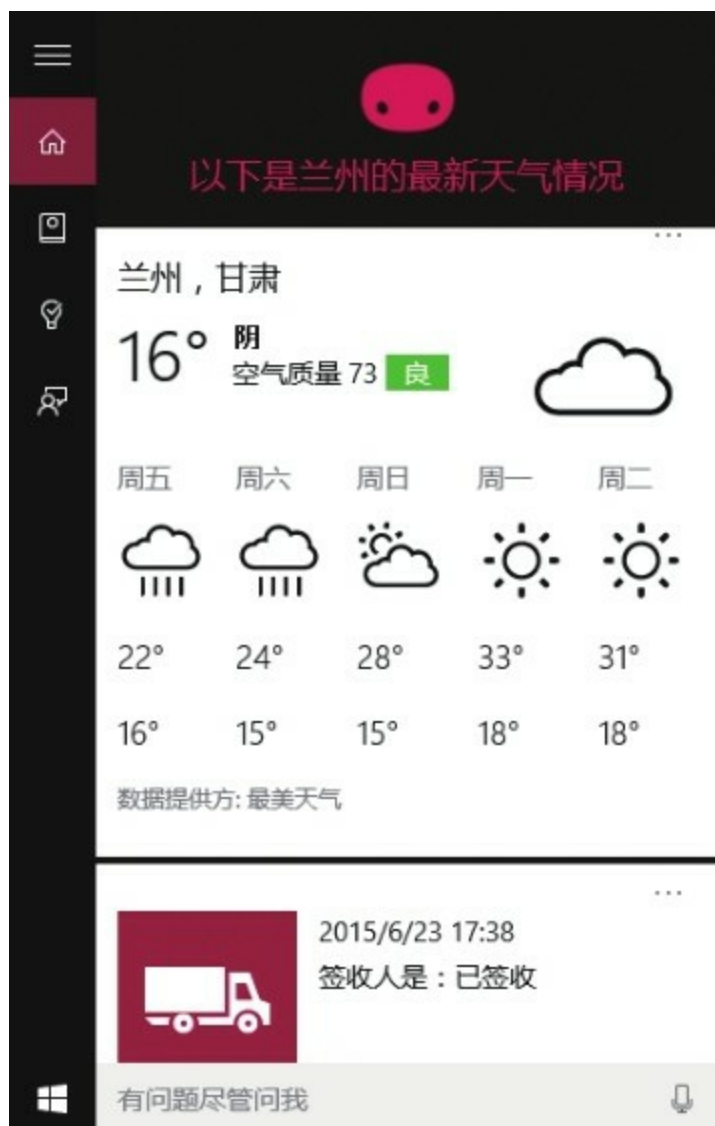 以下是兰州的最新天气情况
兰州，甘肃
16° 阴
空气质量 73 良
周五 周六 周日 周一 周二
22° 24° 28° 33° 31°
16° 15° 15° 18° 18°
数据提供方: 最美天气
2015/6/23 17:38
签收人是：已签收
有问题尽管问我